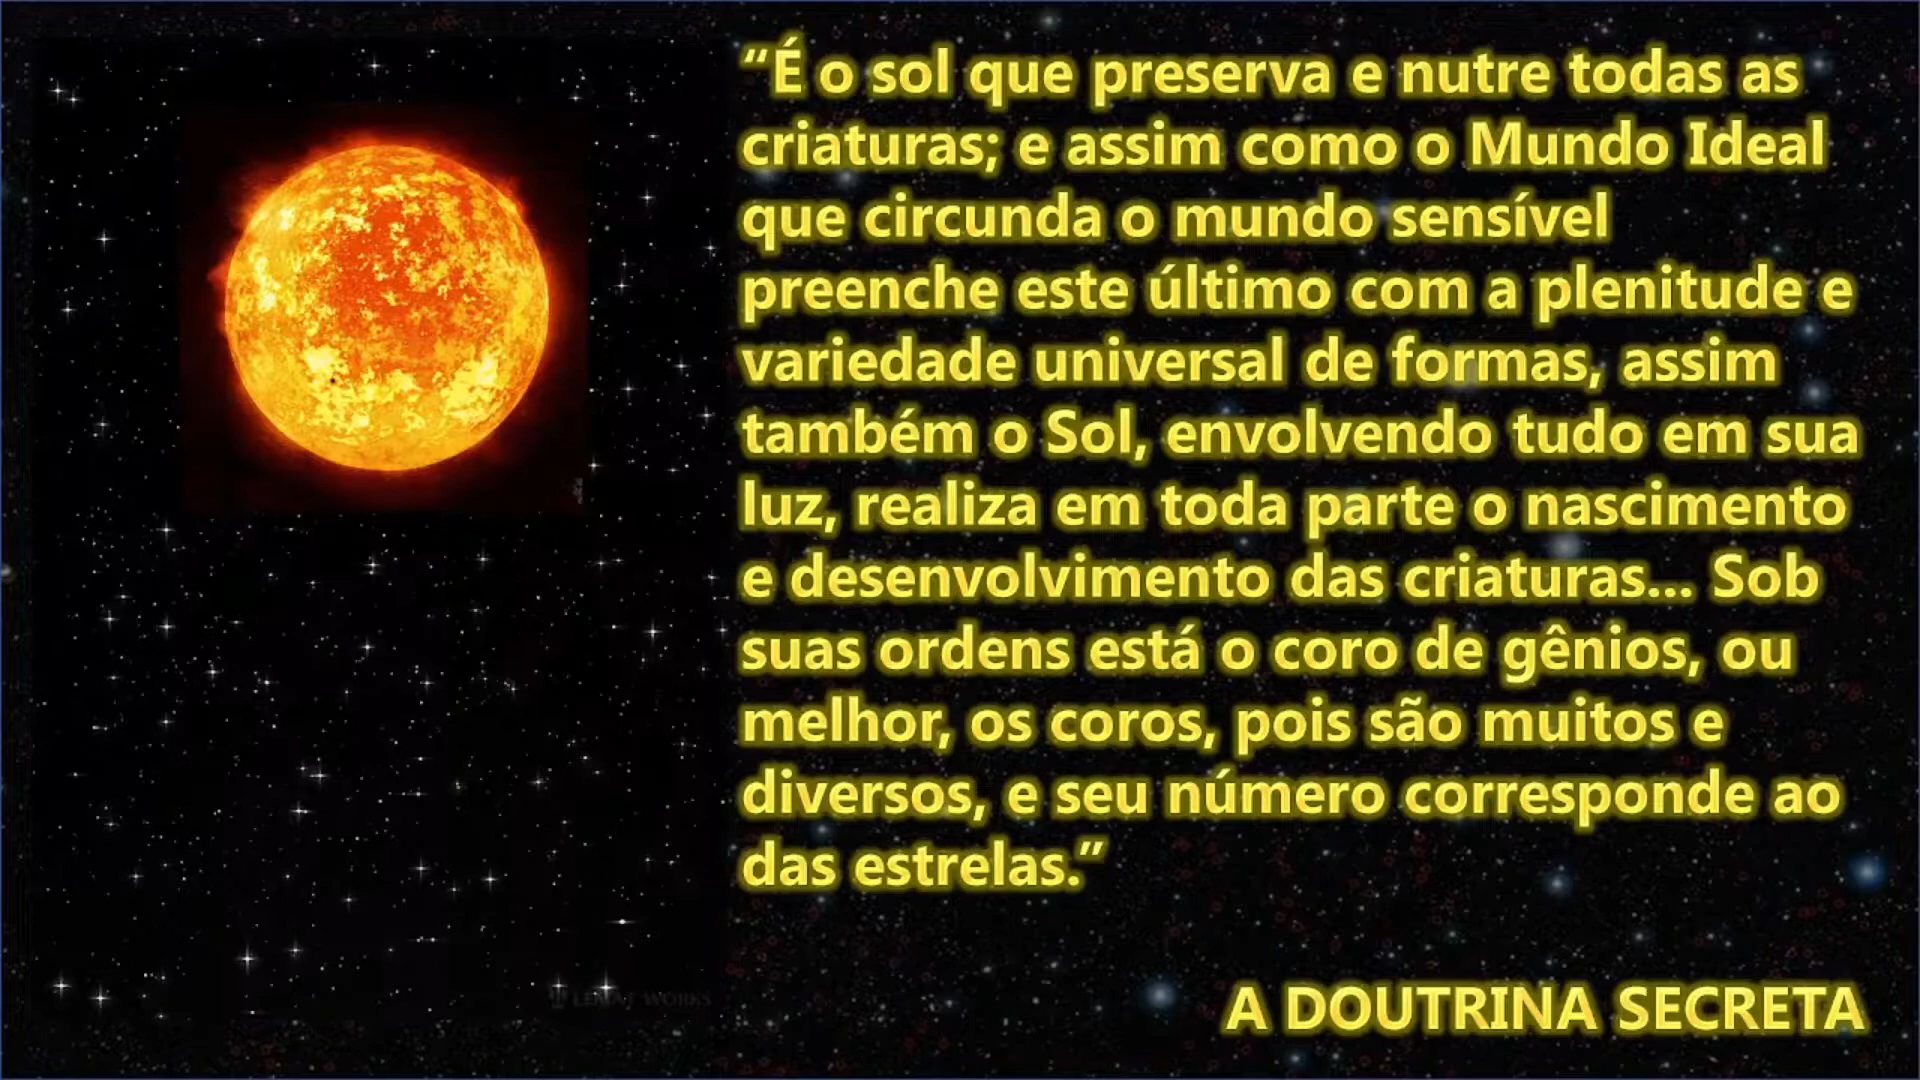 “É o sol que preserva e nutre todas as
criaturas; e assim como o Mundo Ideal
que circunda o mundo sensível
preenche este último com a plenitude e
variedade universal de formas, assim
também o Sol, envolvendo tudo em sua
luz, realiza em toda parte o nascimento
e desenvolvimento das criaturas... Sob
suas ordens está o coro de gênios, ou
melhor, os coros, pois são muitos e
diversos, e seu número corresponde ao
das estrelas.”
WORKS
A DOUTRINA SECRETA